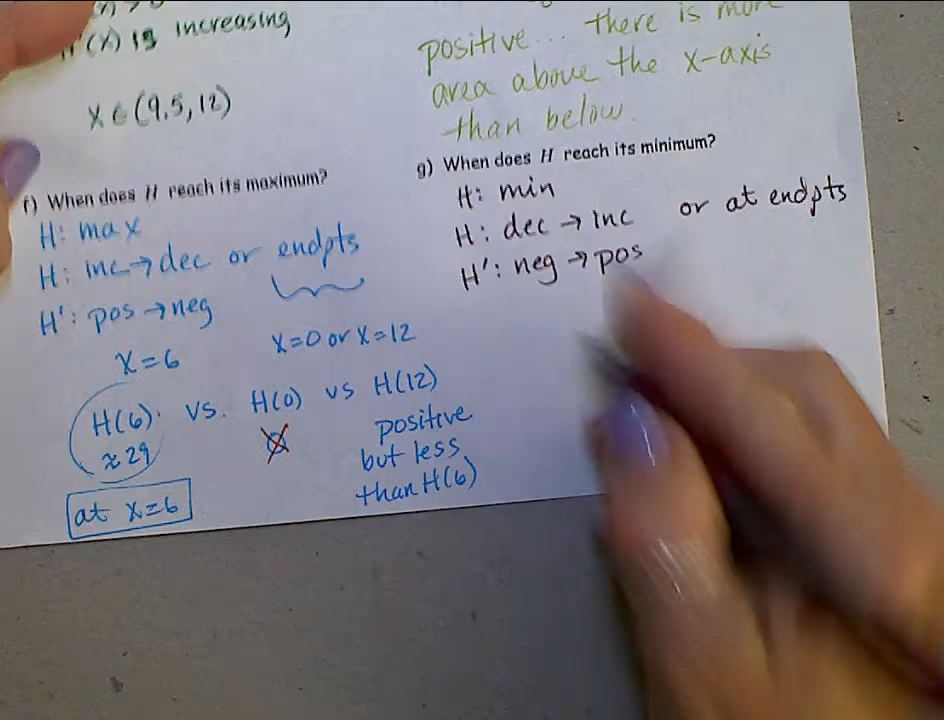 (x) is increasing
x ∈ (9.5, 12)
positive... there is more
area above the x-axis
than below.
f) When does H reach its maximum?
H: max
H: inc → dec or endpts
H': pos → neg
x=6
x=0 or x=12
H(6) vs. H(0) vs H(12)
≈ 29
0
positive
but less
than H(6)
at x=6
g) When does H reach its minimum?
H: min
H: dec → inc or at endpts
H': neg → pos